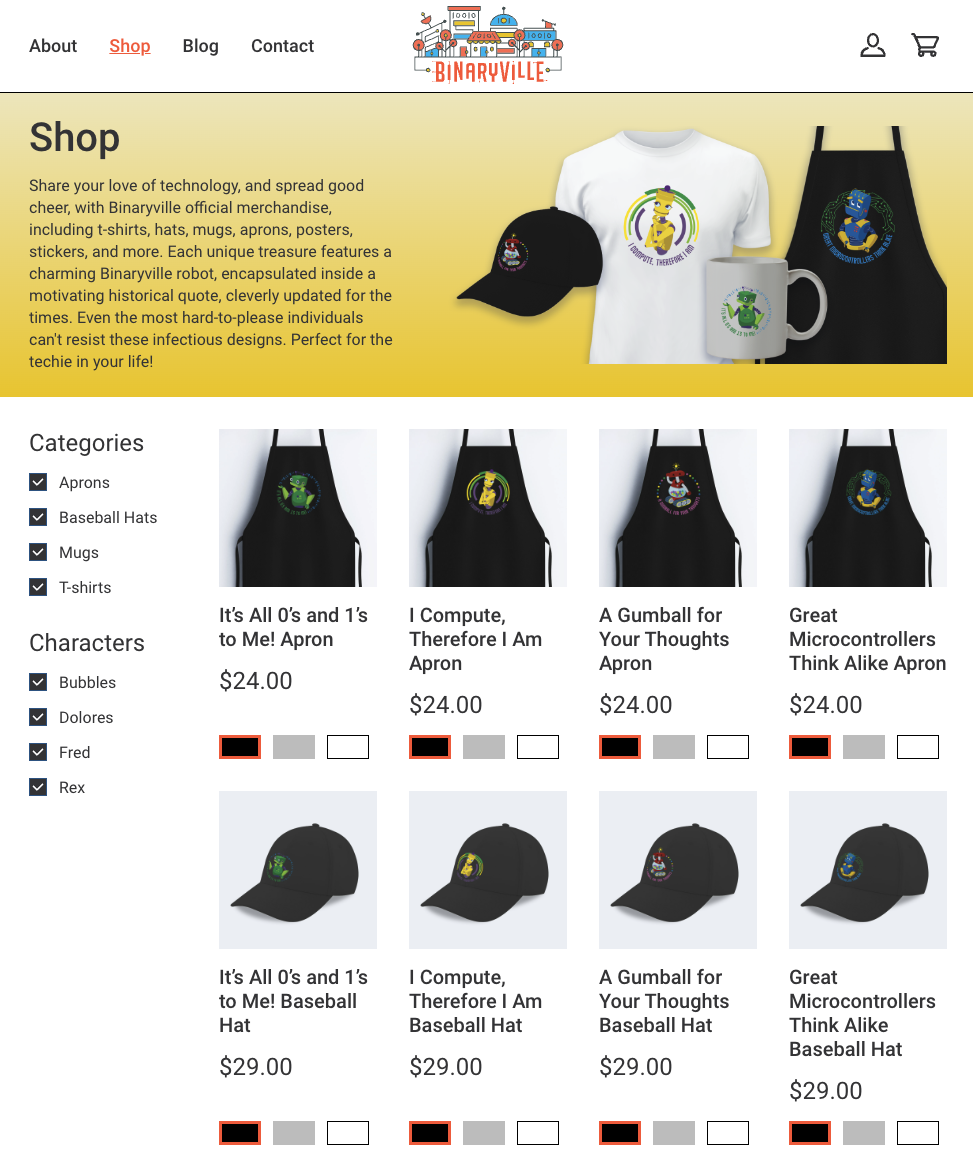 About
Shop
Blog
Contact
BINARYVILLE
Shop
Share your love of technology, and spread good
cheer, with Binaryville official merchandise,
including t-shirts, hats, mugs, aprons, posters,
stickers, and more. Each unique treasure features a
charming Binaryville robot, encapsulated inside a
motivating historical quote, cleverly updated for the
times. Even the most hard-to-please individuals
can't resist these infectious designs. Perfect for the
techie in your life!
I COMPUTE, THEREFORE I AM
GREAT MICROCONTROLLERS THINK ALIKE
Categories
Aprons
Baseball Hats
Mugs
T-shirts
Characters
Bubbles
Dolores
Fred
Rex
It’s All 0’s and 1’s
to Me! Apron
$24.00
I Compute,
Therefore I Am
Apron
$24.00
A Gumball for
Your Thoughts
Apron
$24.00
Great
Microcontrollers
Think Alike Apron
$24.00
It’s All 0’s and 1’s
to Me! Baseball
Hat
$29.00
I Compute,
Therefore I Am
Baseball Hat
$29.00
A Gumball for
Your Thoughts
Baseball Hat
$29.00
Great
Microcontrollers
Think Alike
Baseball Hat
$29.00